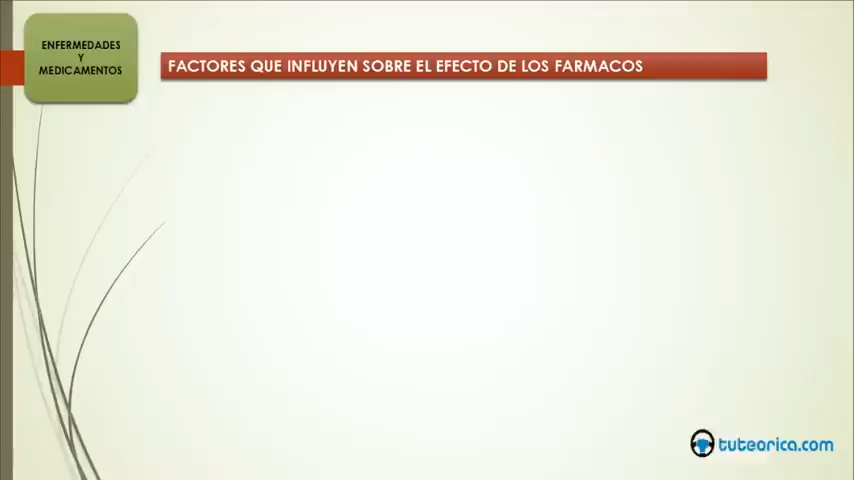 ENFERMEDADES
Y
MEDICAMENTOS
FACTORES QUE INFLUYEN SOBRE EL EFECTO DE LOS FARMACOS
tuteorica.com